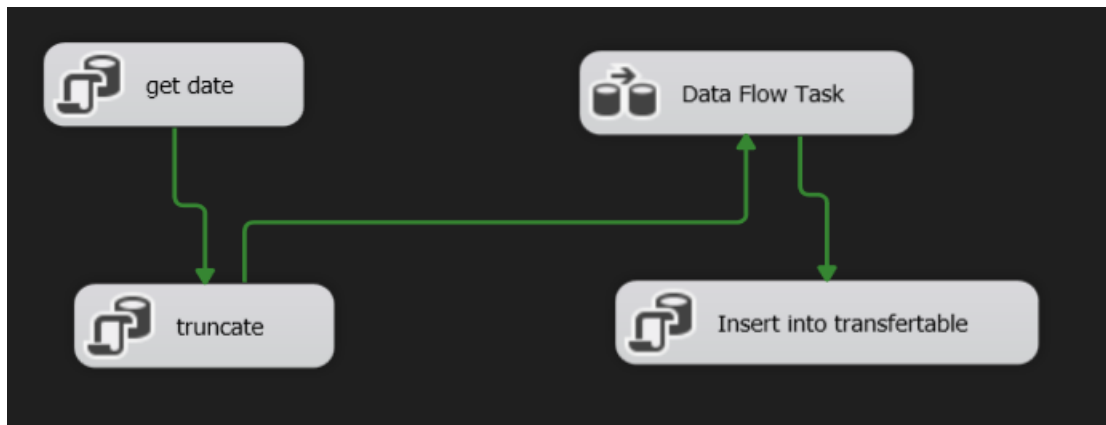 get date
truncate
Data Flow Task
Insert into transfertable